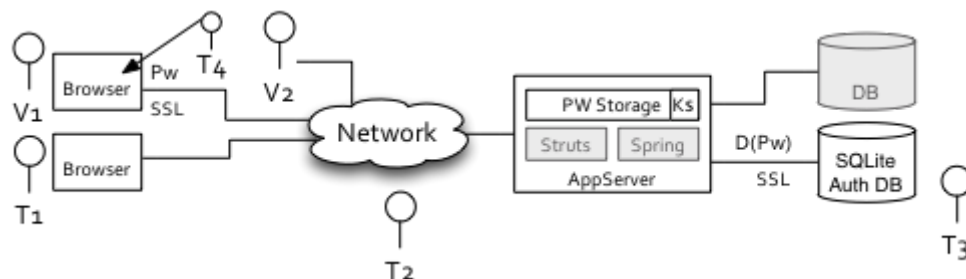 Browser
Pw
SSL
T4
V1
V2
Browser
T1
Network
T2
PW Storage
Ks
Struts
Spring
AppServer
D(Pw)
SSL
DB
SQLite
Auth DB
T3